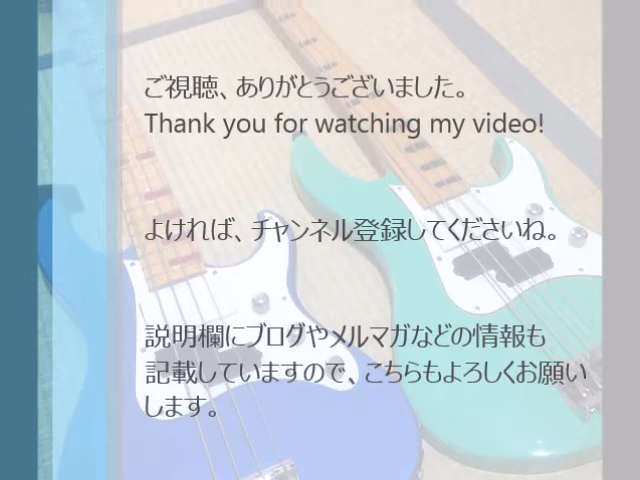 ご視聴、ありがとうございました。
Thank you for watching my video!
よければ、チャンネル登録してくださいね。
説明欄にブログやメルマガなどの情報も
記載していますので、こちらもよろしくお願い
します。